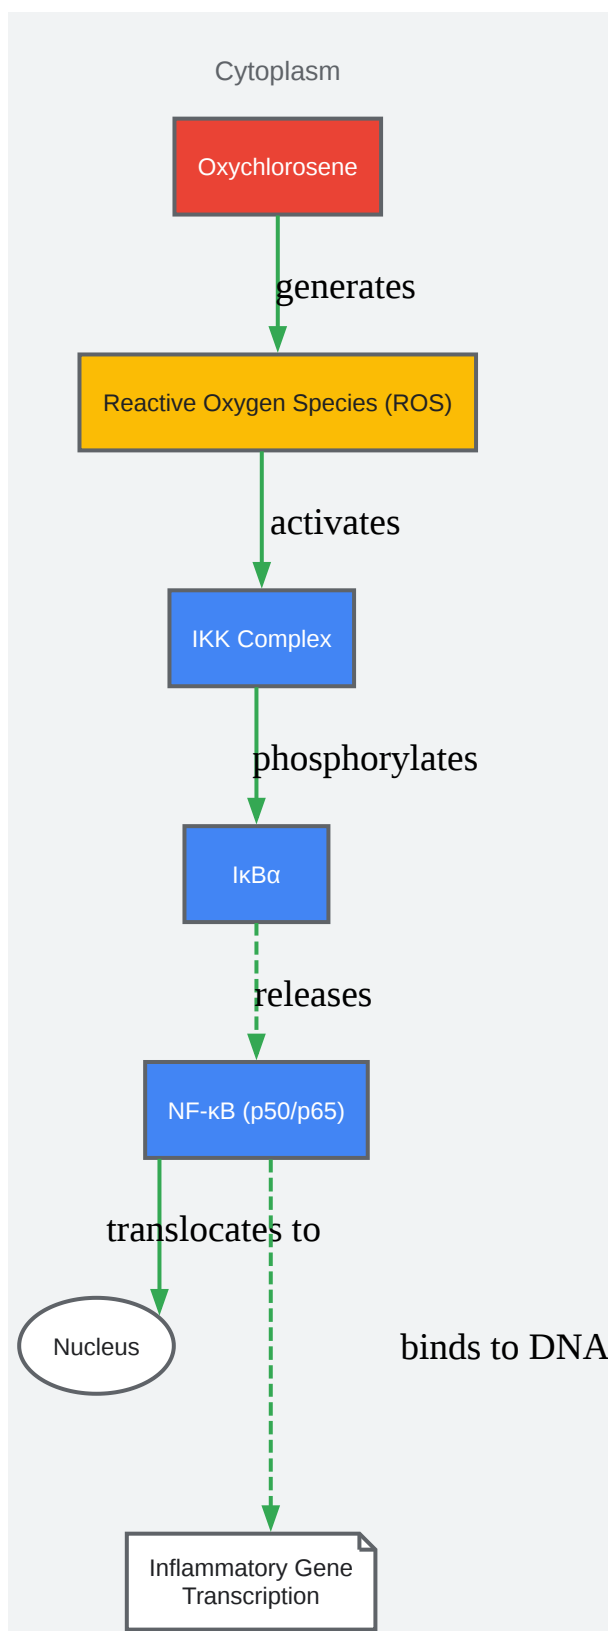 Cytoplasm
Oxychlorosene
generates
Reactive Oxygen Species (ROS)
activates
IKK Complex
phosphorylates
IκBα
releases
NF-κB (p50/p65)
translocates to
Nucleus
binds to DNA
Inflammatory Gene
Transcription